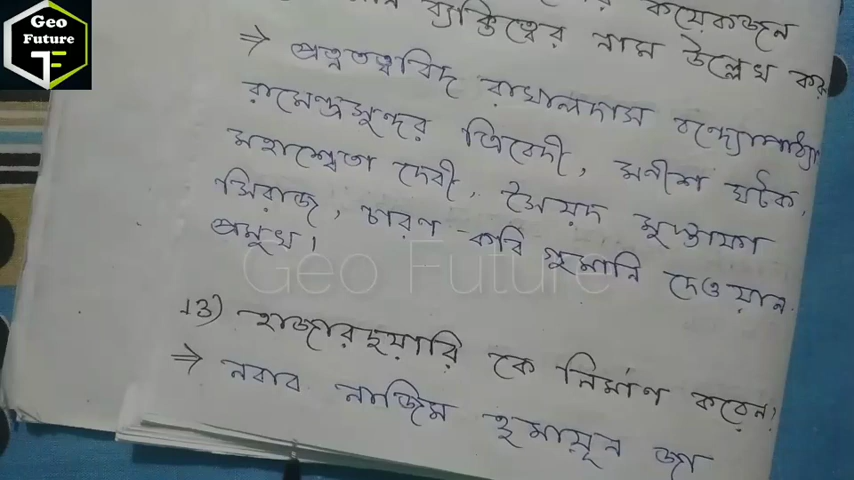 Geo
Future
কয়েকজন
ব্যক্তিত্বের নাম উল্লেখ কর
⇒ প্রত্নতত্ত্ববিদ রাখালদাস বন্দ্যোপাধ্যা
রামেন্দ্রসুন্দর ত্রিবেদী, মনীশ ঘটক,
মহাশ্বেতা দেবী, সৈয়দ মুস্তাফা
সিরাজ, চারণ-কবি গুমানি দেওয়ান
প্রমুখ।
Geo Future
13) হাজারদুয়ারি কে নির্মাণ করেন?
⇒ নবাব নাজিম হুমায়ুন জা